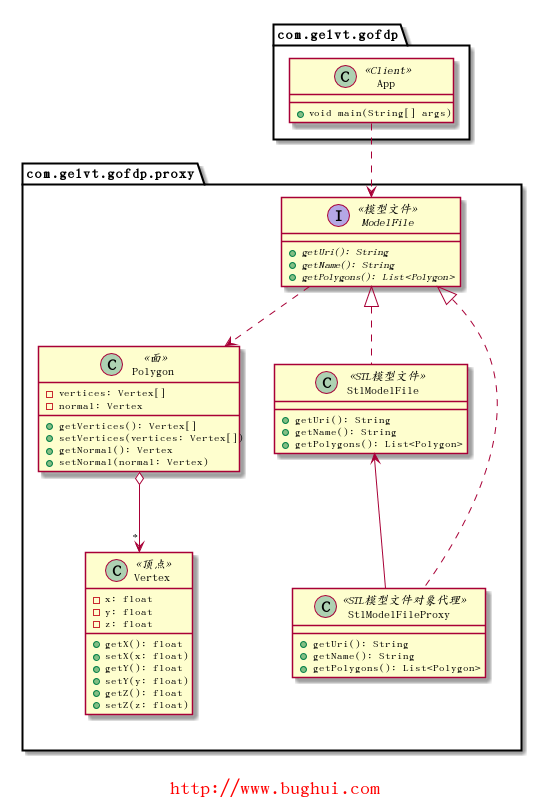 com.gelvt.gofdp
«Client»
C
App
void main(String[] args)
com.gelvt.gofdp.proxy
«模型文件»
I
ModelFile
getUri(): String
getName(): String
getPolygons(): List<Polygon>
«面»
C
Polygon
vertices: Vertex[]
normal: Vertex
getVertices(): Vertex[]
setVertices(vertices: Vertex[])
getNormal(): Vertex
setNormal(normal: Vertex)
«STL模型文件»
C
StlModelFile
getUri(): String
getName(): String
getPolygons(): List<Polygon>
*
«顶点»
C
Vertex
x: float
y: float
z: float
getX(): float
setX(x: float)
getY(): float
setY(y: float)
getZ(): float
setZ(z: float)
«STL模型文件对象代理»
C
StlModelFileProxy
getUri(): String
getName(): String
getPolygons(): List<Polygon>
http://www.bughui.com